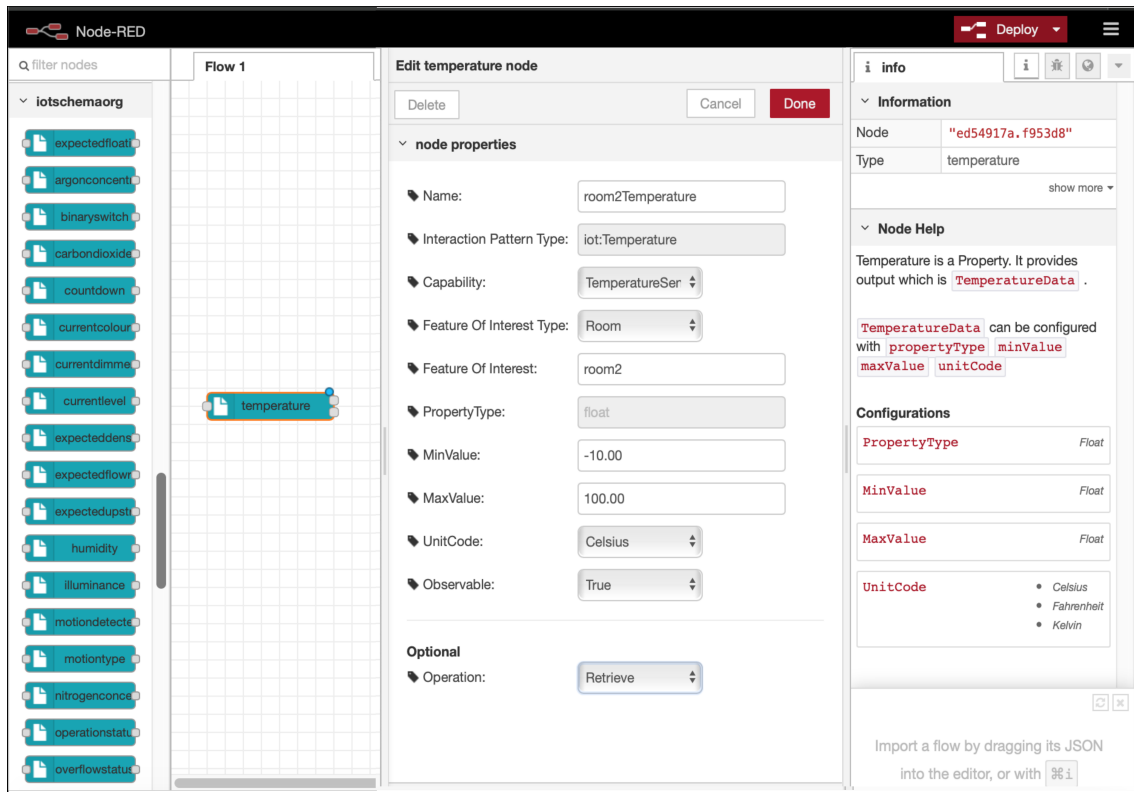 Node-RED
Deploy
filter nodes
iotschemaorg
expectedfloati
argonconcent
binaryswitch
carbondioxide
countdown
currentcolour
currentdimme
currentlevel
expecteddens
expectedflowr
expectedupst
humidity
illuminance
motiondetecte
motiontype
nitrogenconce
operationstatu
overflowstatus
Flow 1
temperature
Edit temperature node
Delete
Cancel
Done
node properties
Name: room2Temperature
Interaction Pattern Type: iot:Temperature
Capability: TemperatureSer
Feature Of Interest Type: Room
Feature Of Interest: room2
PropertyType: float
MinValue: -10.00
MaxValue: 100.00
UnitCode: Celsius
Observable: True
Optional
Operation: Retrieve
i info
i
Information
Node "ed54917a.f953d8"
Type temperature
show more
Node Help
Temperature is a Property. It provides
output which is TemperatureData .
TemperatureData can be configured
with propertyType minValue
maxValue unitCode
Configurations
PropertyType Float
MinValue Float
MaxValue Float
UnitCode • Celsius
• Fahrenheit
• Kelvin
Import a flow by dragging its JSON
into the editor, or with ⌘i